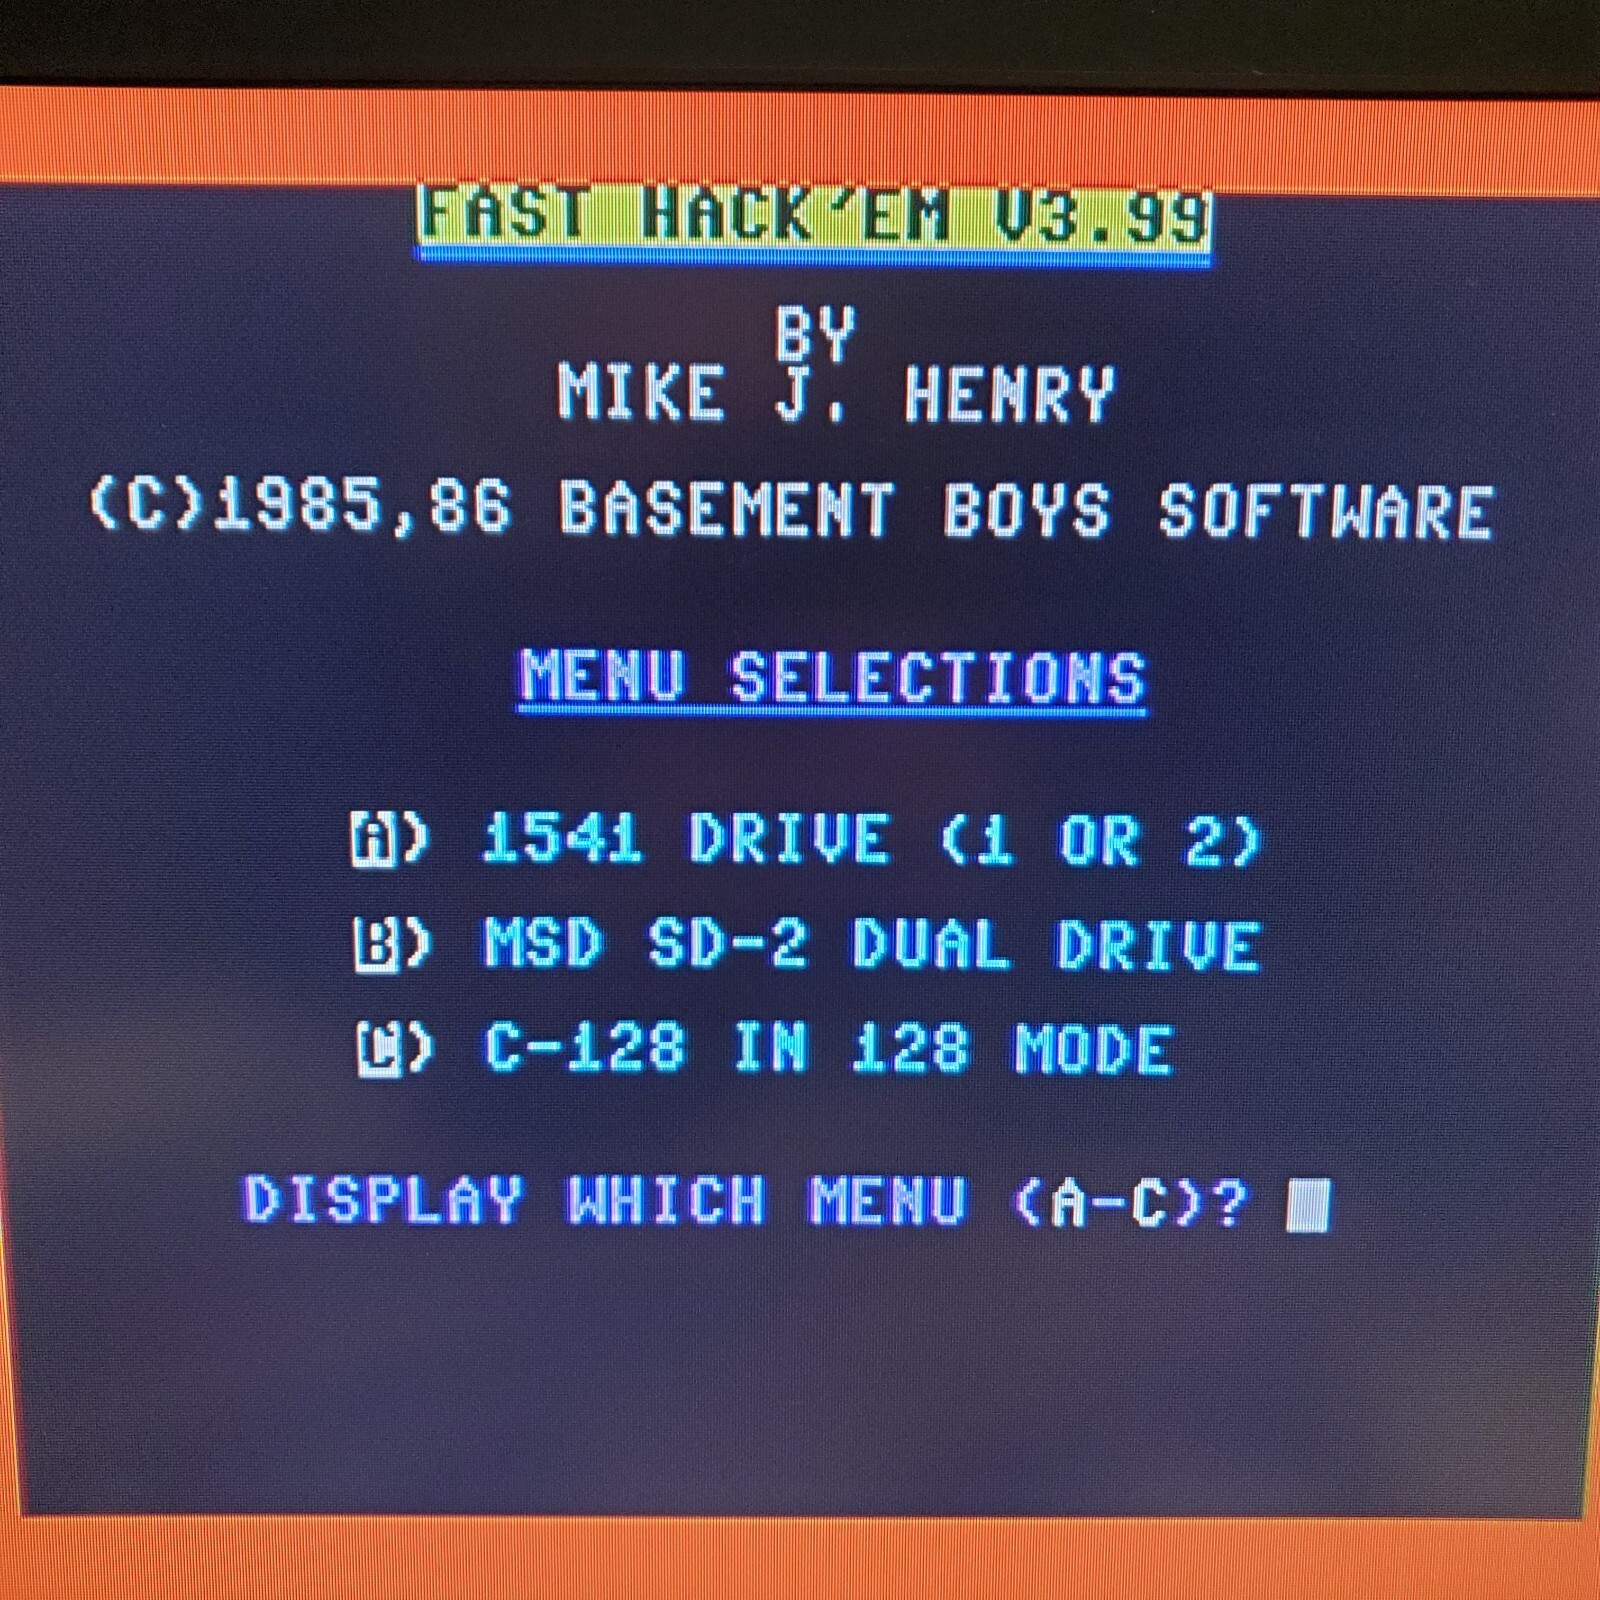 FAST HACK'EM V3.99
BY
MIKE J. HENRY
(C)1985,86 BASEMENT BOYS SOFTWARE
MENU SELECTIONS
A) 1541 DRIVE (1 OR 2)
B) MSD SD-2 DUAL DRIVE
C) C-128 IN 128 MODE
DISPLAY WHICH MENU (A-C)?